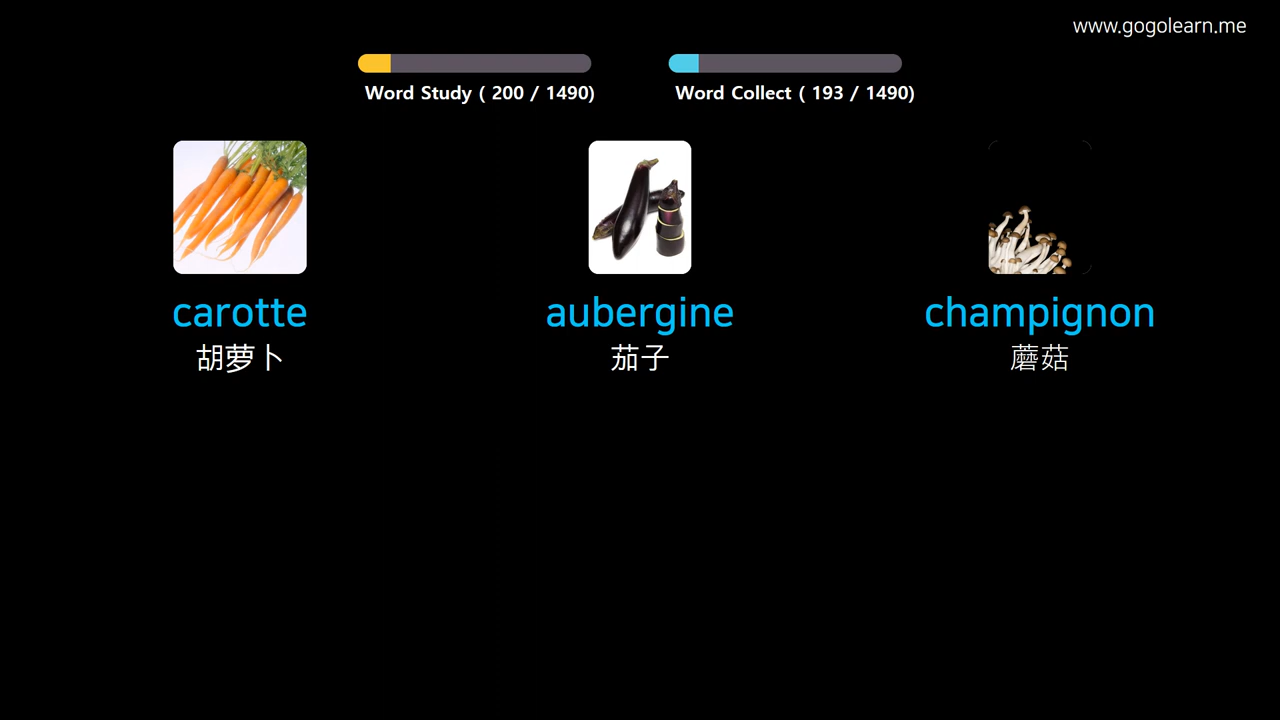 www.gogolearn.me
Word Study ( 200 / 1490)
Word Collect ( 193 / 1490)
carotte
胡萝卜
aubergine
茄子
champignon
蘑菇